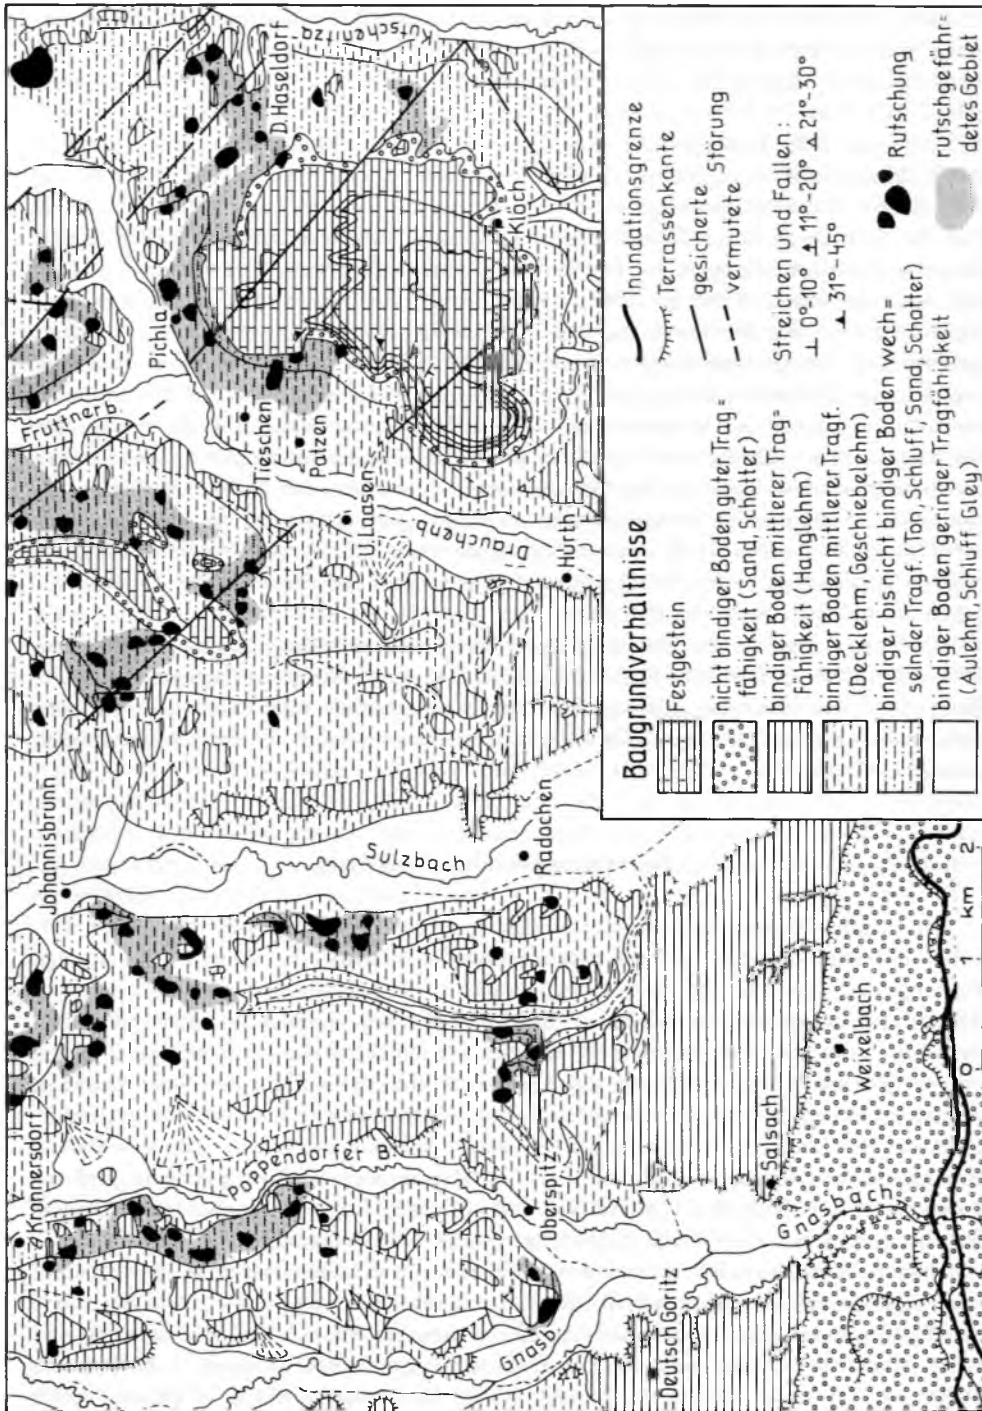 A Krannersdorf
Johannisbrunn
Poppendorfer B.
Sulzbach
Fruttnerb.
Pichla
Kutschenitza
D.Haseldorf
Tieschen
Patzen
U.Laasen
Drauchenb.
Klöch
Hürth
Radochen
Oberspitz
Gnasb.
Deutsch Goritz
Salsach
Gnasbach
Weixelbach
0 1 km 2
Baugrundverhältnisse
Festgestein
nicht bindiger Boden guter Trag=
fähigkeit (Sand, Schotter)
bindiger Boden mittlerer Trag=
fähigkeit (Hanglehm)
bindiger Boden mittlerer Tragf.
(Decklehm, Geschiebelehm)
bindiger bis nicht bindiger Boden wech=
selnder Tragf. (Ton, Schluff, Sand, Schotter)
bindiger Boden geringer Tragfähigkeit
(Aulehm, Schluff, Gley)
Inundationsgrenze
Terrassenkante
gesicherte Störung
vermutete
Streichen und Fallen:
0°-10° 11°-20° 21°-30°
31°-45°
Rutschung
rutschgefähr=
detes Gebiet